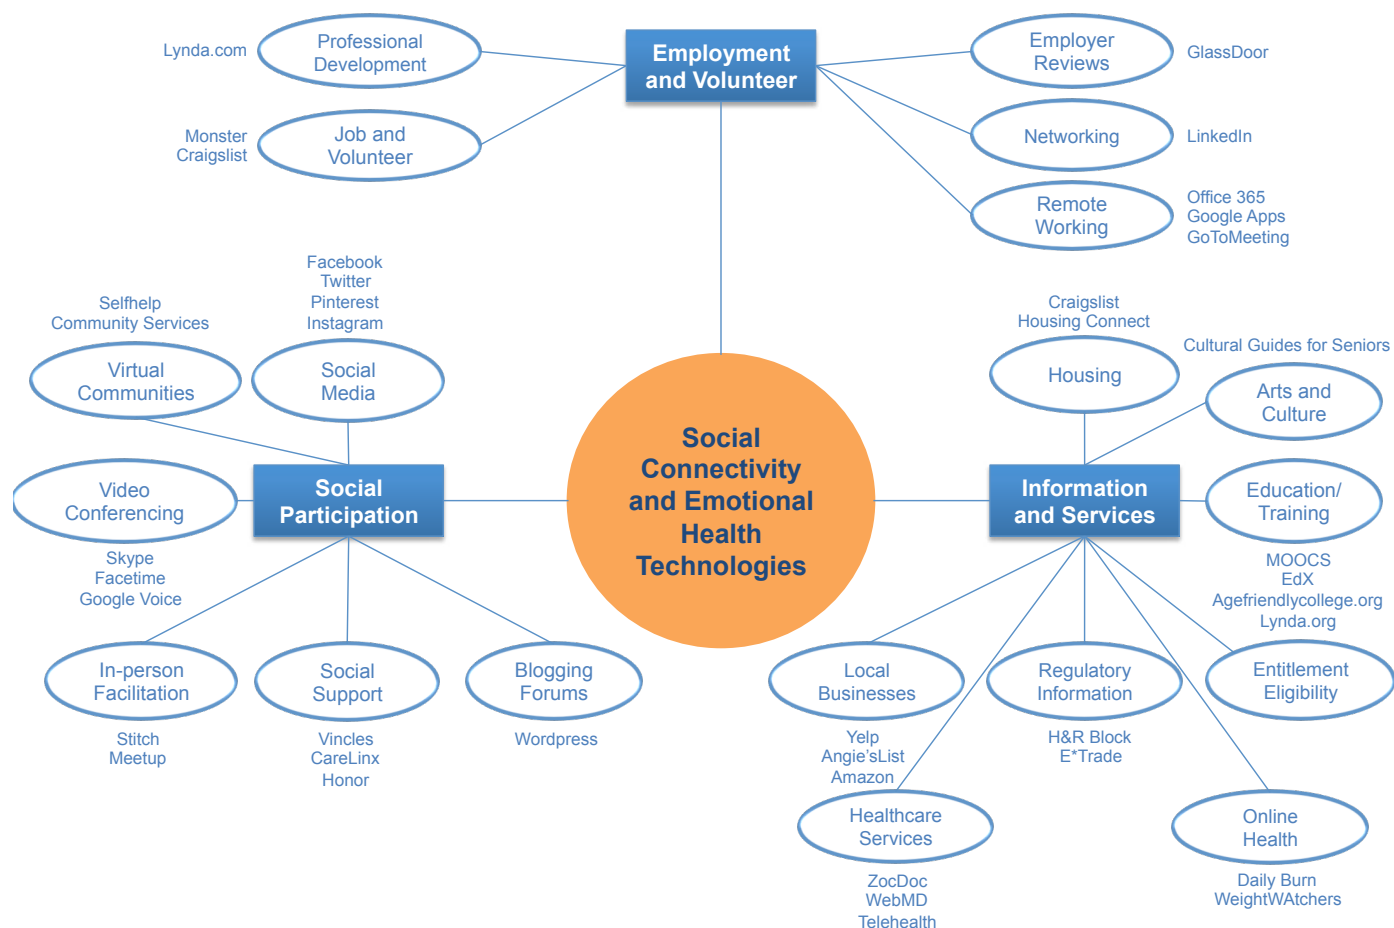 Lynda.com
Professional
Development
Employment
and Volunteer
Employer
Reviews
GlassDoor
Monster
Craigslist
Job and
Volunteer
Networking
LinkedIn
Remote
Working
Office 365
Google Apps
GoToMeeting
Selfhelp
Community Services
Facebook
Twitter
Pinterest
Instagram
Virtual
Communities
Social
Media
Video
Conferencing
Social
Participation
Skype
Facetime
Google Voice
In-person
Facilitation
Social
Support
Blogging
Forums
Stitch
Meetup
Vincles
CareLinx
Honor
Wordpress
Social
Connectivity
and Emotional
Health
Technologies
Craigslist
Housing Connect
Housing
Cultural Guides for Seniors
Arts and
Culture
Information
and Services
Education/
Training
MOOCS
EdX
Agefriendlycollege.org
Lynda.org
Local
Businesses
Regulatory
Information
Entitlement
Eligibility
Yelp
Angie'sList
Amazon
H&R Block
E*Trade
Healthcare
Services
Online
Health
ZocDoc
WebMD
Telehealth
Daily Burn
WeightWAtchers